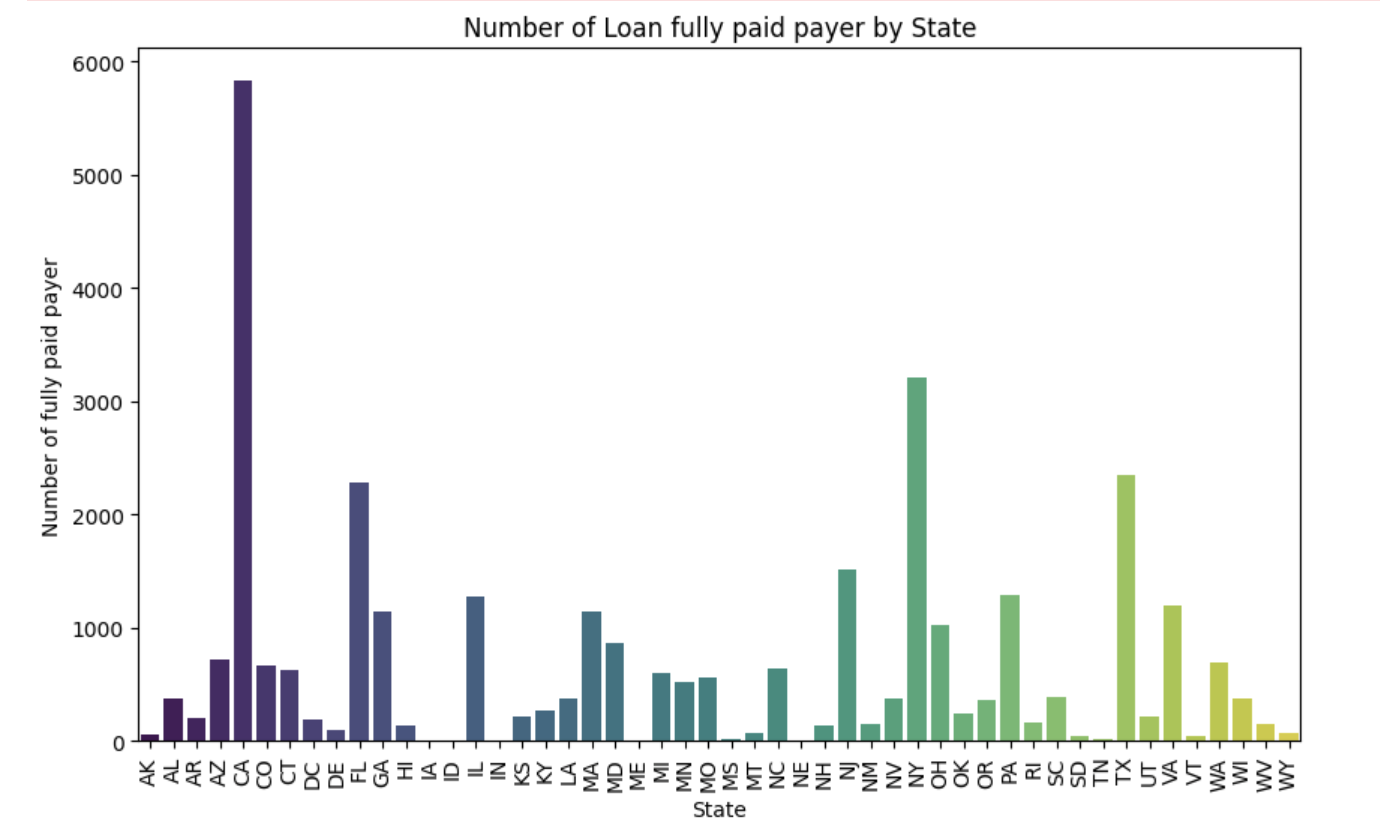 Number of Loan fully paid payer by State
Number of fully paid payer
6000
5000
4000
3000
2000
1000
0
AK AL AR AZ CA CO CT DC DE FL GA HI IA ID IL IN KS KY LA MA MD ME MI MN MO MS MT NC NE NH NJ NM NV NY OH OK OR PA RI SC SD TN TX UT VA VT WA WI WV WY
State